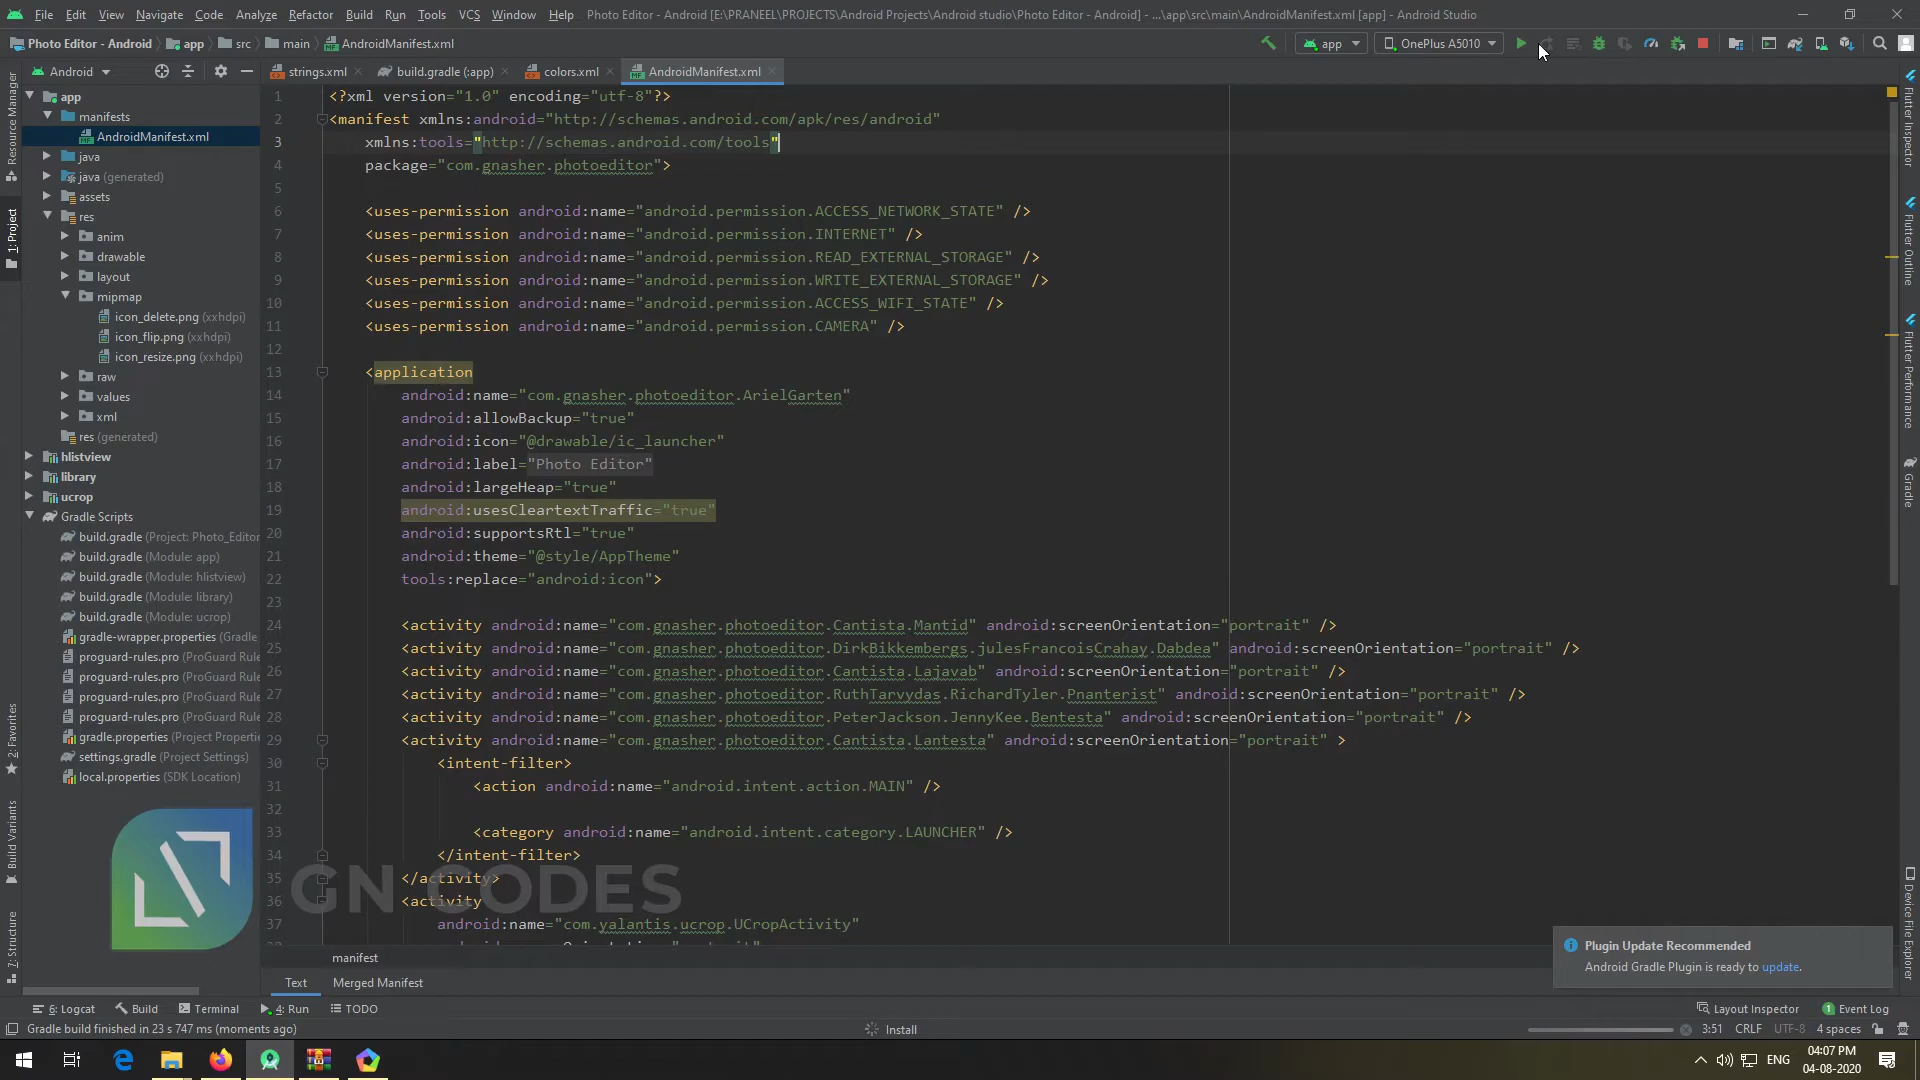 File Edit View Navigate Code Analyze Refactor Build Run Tools VCS Window Help Photo Editor - Android [E:\PRANEEL\PROJECTS\Android Projects\Android studio\Photo Editor - Android] - ...\app\src\main\AndroidManifest.xml [app] - Android Studio
Photo Editor - Android app src main AndroidManifest.xml app OnePlus A5010
Android strings.xml build.gradle (:app) colors.xml AndroidManifest.xml
app
manifests
AndroidManifest.xml
java
java (generated)
assets
res
anim
drawable
layout
mipmap
icon_delete.png (xxhdpi)
icon_flip.png (xxhdpi)
icon_resize.png (xxhdpi)
raw
values
xml
res (generated)
hlistview
library
ucrop
Gradle Scripts
build.gradle (Project: Photo_Editor
build.gradle (Module: app)
build.gradle (Module: hlistview)
build.gradle (Module: library)
build.gradle (Module: ucrop)
gradle-wrapper.properties (Gradle
proguard-rules.pro (ProGuard Rule
proguard-rules.pro (ProGuard Rule
proguard-rules.pro (ProGuard Rule
proguard-rules.pro (ProGuard Rule
gradle.properties (Project Properti
settings.gradle (Project Settings)
local.properties (SDK Location)
Resource Manager
1: Project
2: Favorites
Build Variants
7: Structure
1 <?xml version="1.0" encoding="utf-8"?>
2 <manifest xmlns:android="http://schemas.android.com/apk/res/android"
3 xmlns:tools="http://schemas.android.com/tools"
4 package="com.gnasher.photoeditor">
5
6 <uses-permission android:name="android.permission.ACCESS_NETWORK_STATE" />
7 <uses-permission android:name="android.permission.INTERNET" />
8 <uses-permission android:name="android.permission.READ_EXTERNAL_STORAGE" />
9 <uses-permission android:name="android.permission.WRITE_EXTERNAL_STORAGE" />
10 <uses-permission android:name="android.permission.ACCESS_WIFI_STATE" />
11 <uses-permission android:name="android.permission.CAMERA" />
12
13 <application
14 android:name="com.gnasher.photoeditor.ArielGarten"
15 android:allowBackup="true"
16 android:icon="@drawable/ic_launcher"
17 android:label="Photo Editor"
18 android:largeHeap="true"
19 android:usesCleartextTraffic="true"
20 android:supportsRtl="true"
21 android:theme="@style/AppTheme"
22 tools:replace="android:icon">
23
24 <activity android:name="com.gnasher.photoeditor.Cantista.Mantid" android:screenOrientation="portrait" />
25 <activity android:name="com.gnasher.photoeditor.DirkBikkembergs.julesFrancoisCrahay.Dabdea" android:screenOrientation="portrait" />
26 <activity android:name="com.gnasher.photoeditor.Cantista.Lajavab" android:screenOrientation="portrait" />
27 <activity android:name="com.gnasher.photoeditor.RuthTarvydas.RichardTyler.Pnanterist" android:screenOrientation="portrait" />
28 <activity android:name="com.gnasher.photoeditor.PeterJackson.JennyKee.Bentesta" android:screenOrientation="portrait" />
29 <activity android:name="com.gnasher.photoeditor.Cantista.Lantesta" android:screenOrientation="portrait" >
30 <intent-filter>
31 <action android:name="android.intent.action.MAIN" />
32
33 <category android:name="android.intent.category.LAUNCHER" />
34 </intent-filter>
35 </activity>
36 <activity
37 android:name="com.yalantis.ucrop.UCropActivity"
GN CODES
manifest
Text Merged Manifest
Flutter Inspector
Flutter Outline
Flutter Performance
Gradle
Device File Explorer
Plugin Update Recommended
Android Gradle Plugin is ready to update.
6: Logcat Build Terminal 4: Run TODO Layout Inspector 1 Event Log
Gradle build finished in 23 s 747 ms (moments ago) Install 3:51 CRLF UTF-8 4 spaces
ENG 04:07 PM
04-08-2020